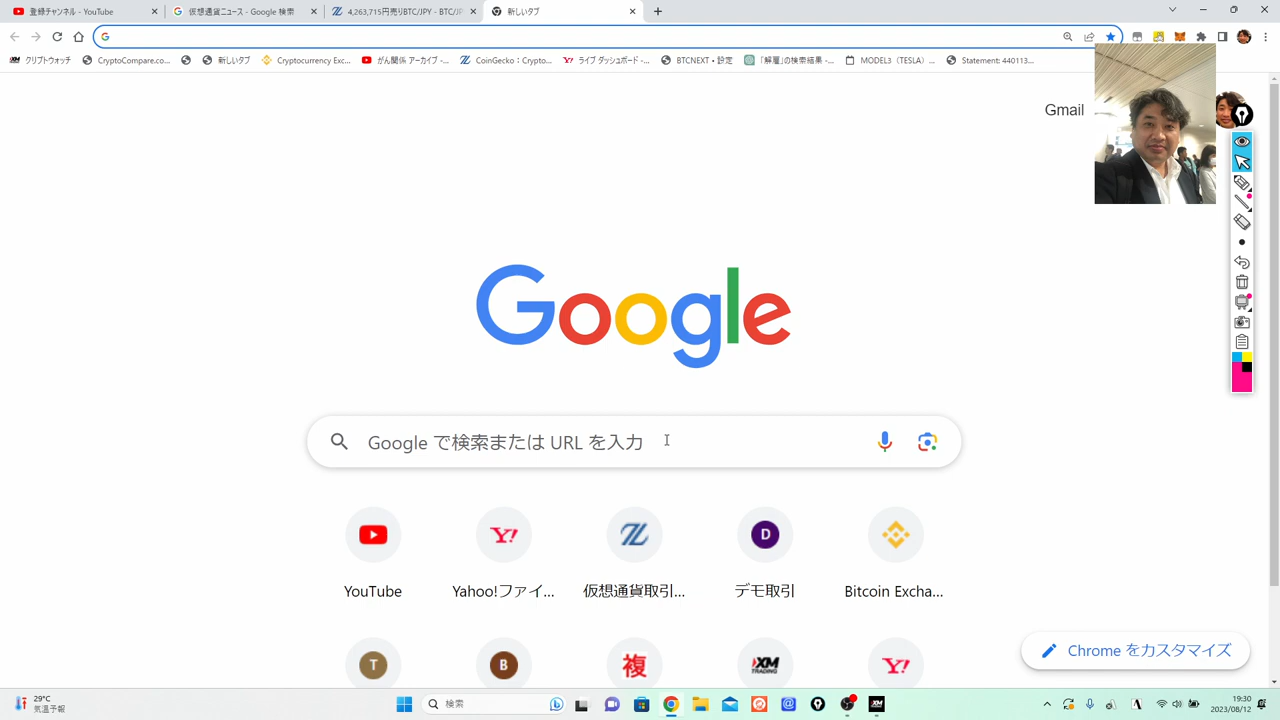 登録チャンネル - YouTube
仮想通貨ニュース - Google 検索
4,263,715円売りBTC/JPY - BTC/JP
新しいタブ
クリプトウォッチ
CryptoCompare.co...
新しいタブ
Cryptocurrency Exc...
がん関係 アーカイブ -...
CoinGecko：Crypto...
ライブ ダッシュボード -...
BTCNEXT • 設定
「解雇」の検索結果 -...
MODEL3（TESLA）...
Statement: 440113...
Gmail
Google
Google で検索または URL を入力
YouTube
Yahoo!ファイ...
仮想通貨取引...
D
デモ取引
Bitcoin Excha...
T
B
複
XM
TRADING
Y!
Chrome をカスタマイズ
29°C
気温予報
検索
A
19:30
2023/08/12